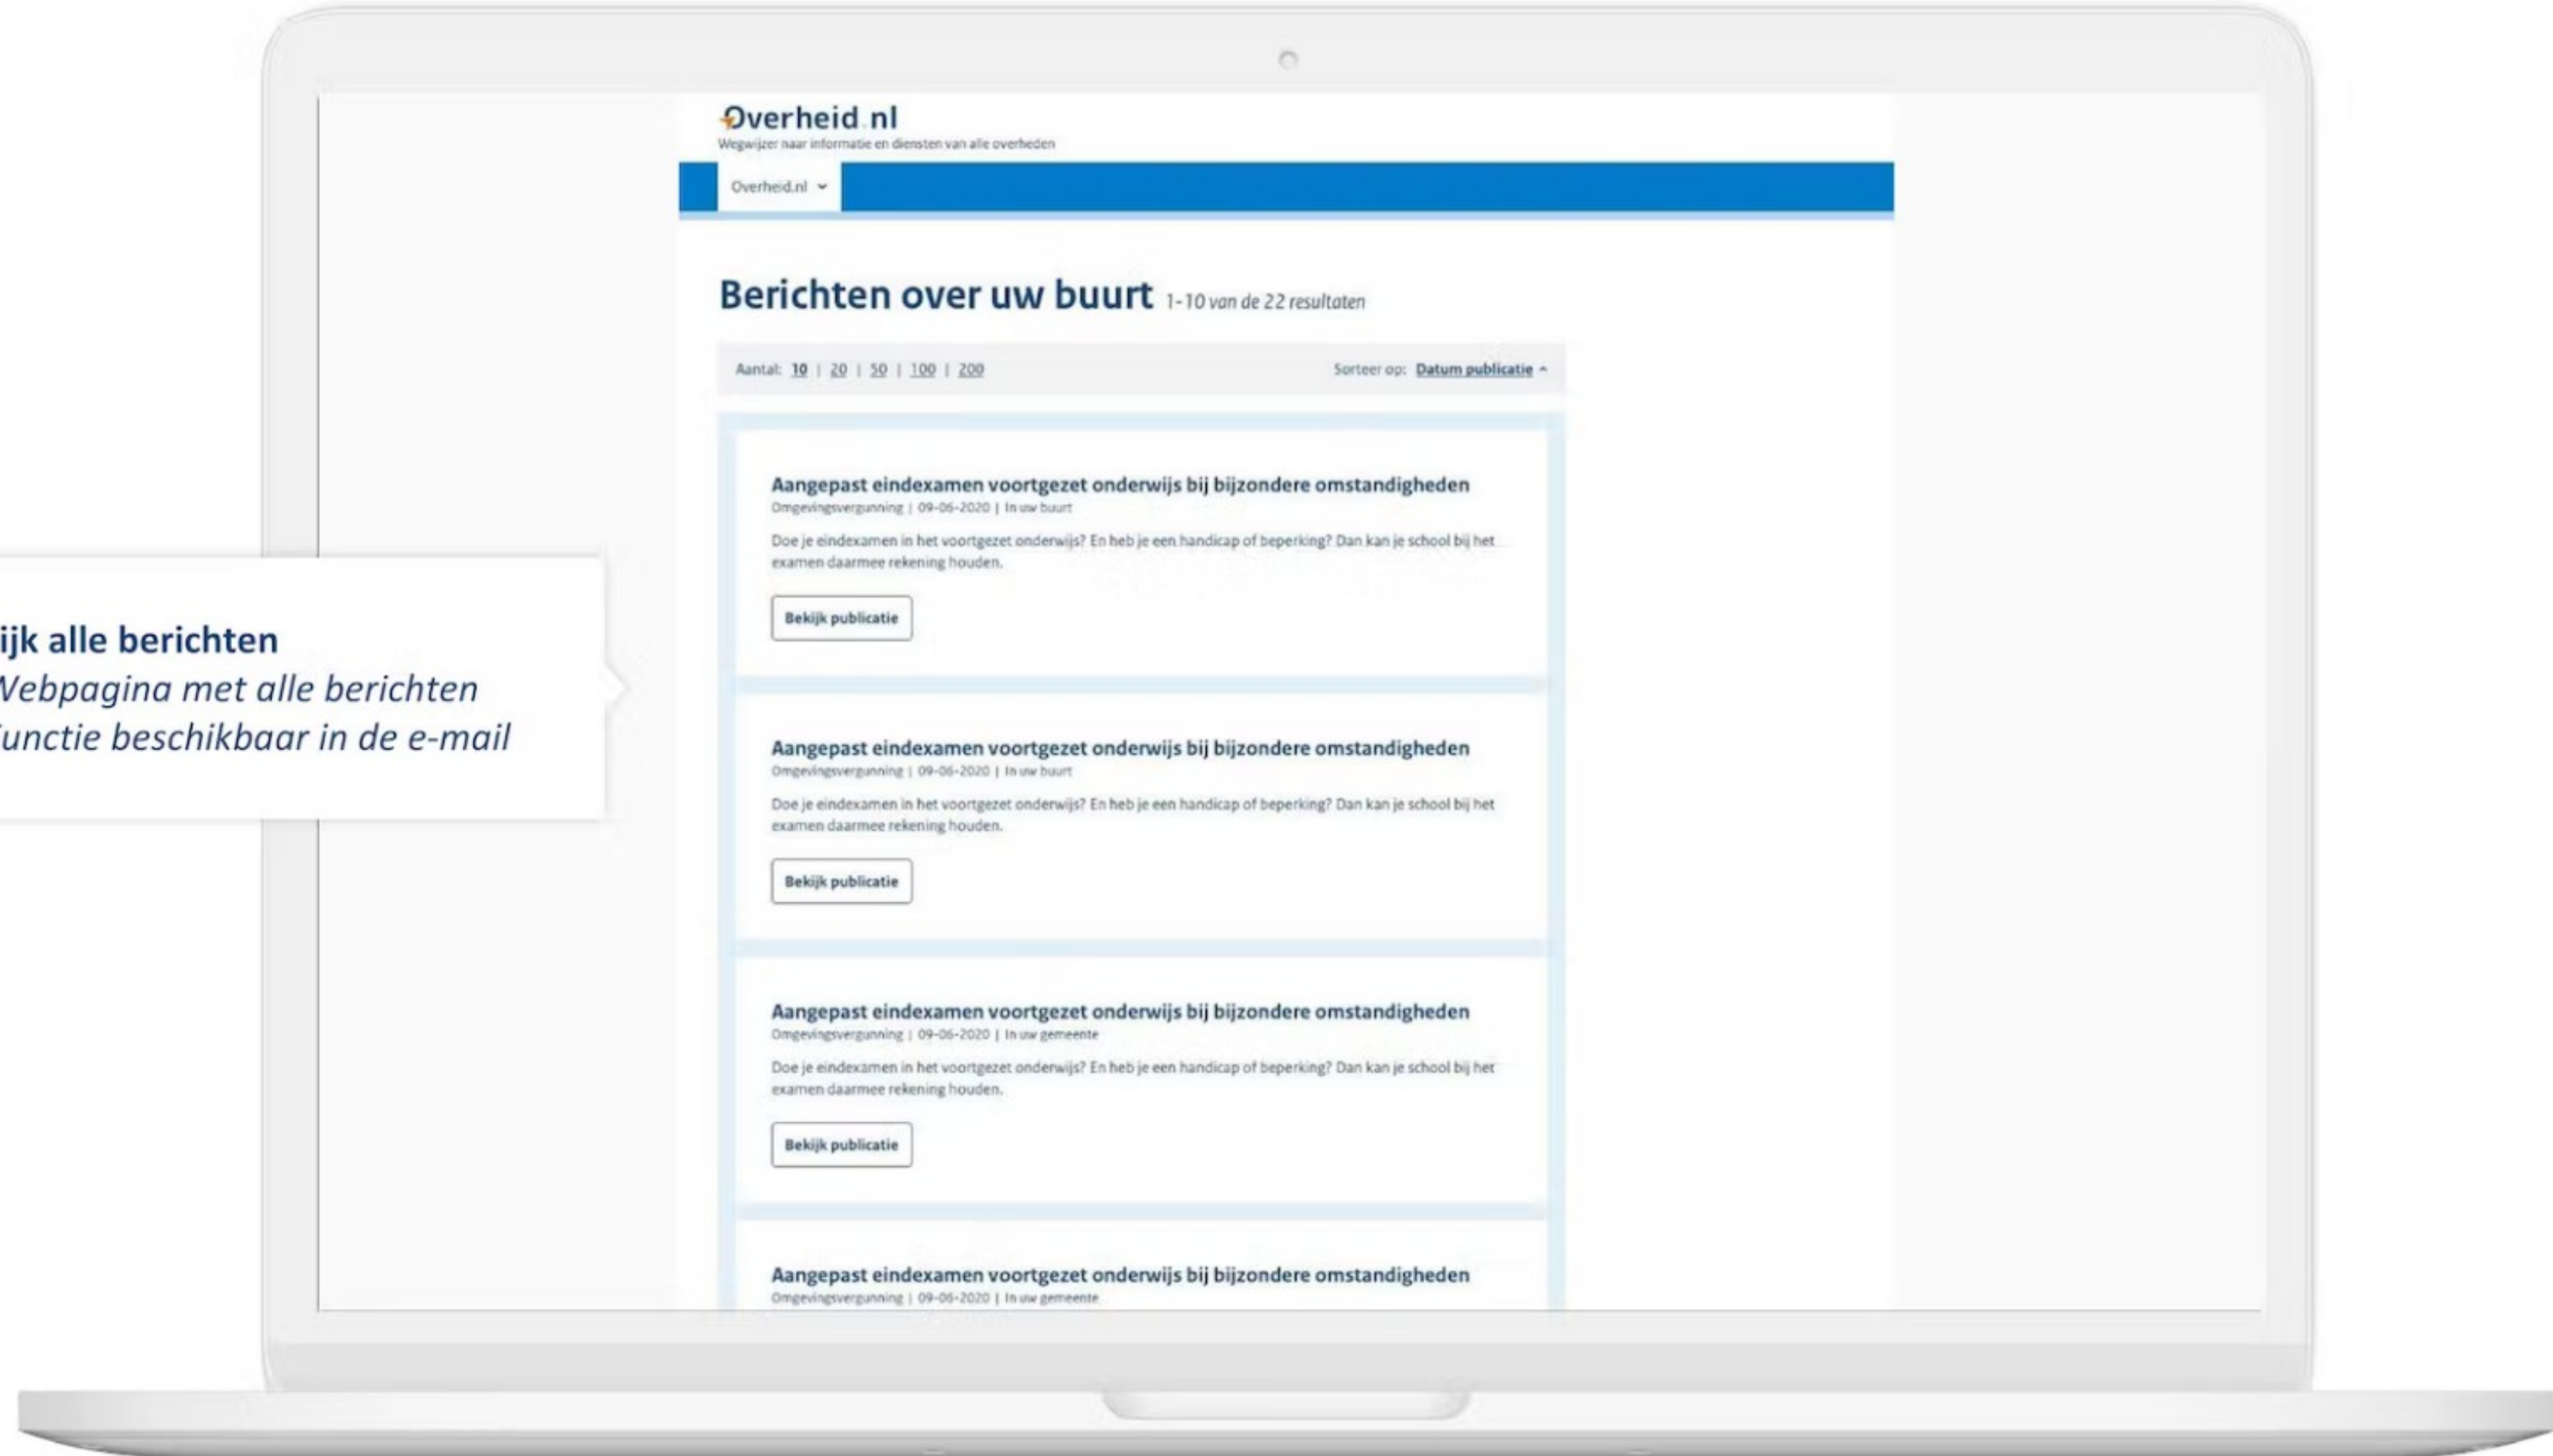 Overheid.nl
Wegwijzer naar informatie en diensten van alle overheden
Overheid.nl
Berichten over uw buurt 1-10 van de 22 resultaten
Aantal: 10 | 20 | 50 | 100 | 200 Sorteer op: Datum publicatie
Aangepast eindexamen voortgezet onderwijs bij bijzondere omstandigheden
Omgevingsvergunning | 09-06-2020 | In uw buurt
Doe je eindexamen in het voortgezet onderwijs? En heb je een handicap of beperking? Dan kan je school bij het
examen daarmee rekening houden.
Bekijk publicatie
ijk alle berichten
Webpagina met alle berichten
functie beschikbaar in de e-mail
Aangepast eindexamen voortgezet onderwijs bij bijzondere omstandigheden
Omgevingsvergunning | 09-06-2020 | In uw buurt
Doe je eindexamen in het voortgezet onderwijs? En heb je een handicap of beperking? Dan kan je school bij het
examen daarmee rekening houden.
Bekijk publicatie
Aangepast eindexamen voortgezet onderwijs bij bijzondere omstandigheden
Omgevingsvergunning | 09-06-2020 | In uw gemeente
Doe je eindexamen in het voortgezet onderwijs? En heb je een handicap of beperking? Dan kan je school bij het
examen daarmee rekening houden.
Bekijk publicatie
Aangepast eindexamen voortgezet onderwijs bij bijzondere omstandigheden
Omgevingsvergunning | 09-06-2020 | In uw gemeente